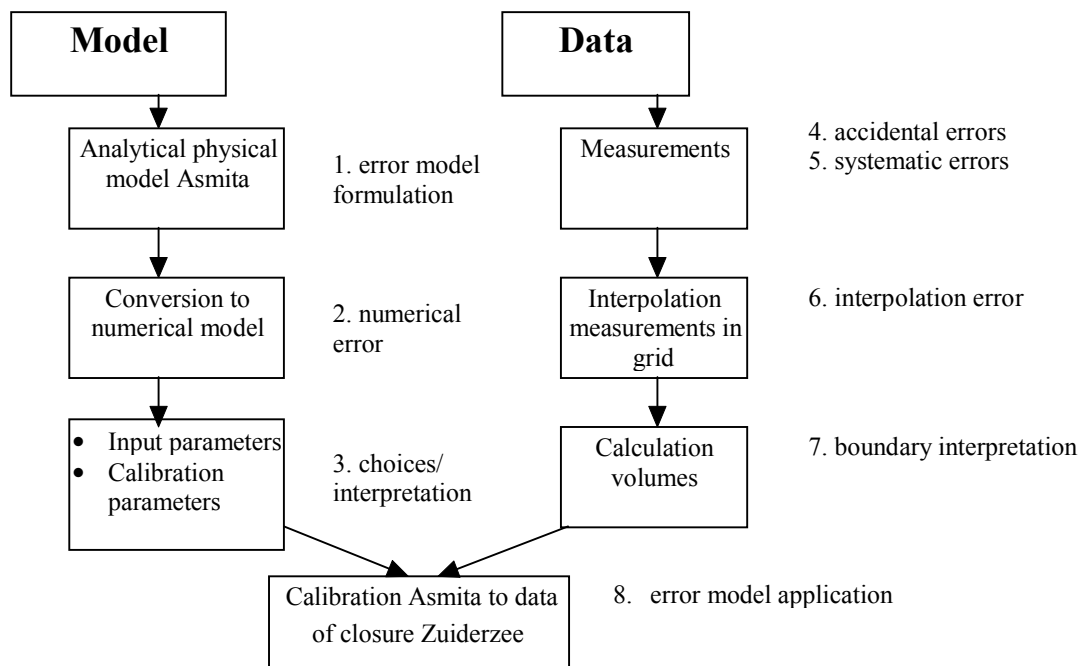 Model
Data
Analytical physical
model Asmita
1. error model
formulation
Measurements
4. accidental errors
5. systematic errors
Conversion to
numerical model
2. numerical
error
Interpolation
measurements in
grid
6. interpolation error
• Input parameters
• Calibration
parameters
3. choices/
interpretation
Calculation
volumes
7. boundary interpretation
Calibration Asmita to data
of closure Zuiderzee
8. error model application